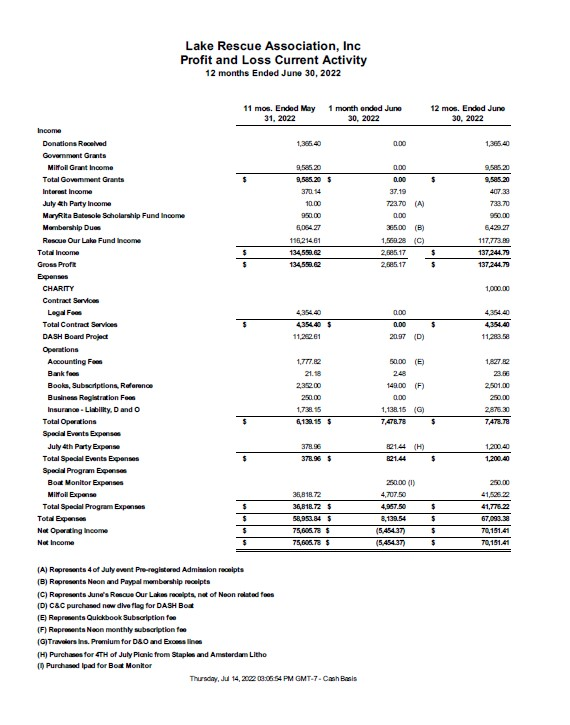 Lake Rescue Association, Inc
Profit and Loss Current Activity
12 months Ended June 30, 2022
11 mos. Ended May 31, 2022 1 month ended June 30, 2022 12 mos. Ended June 30, 2022
Income
Donations Received 1,365.40 0.00 1,365.40
Government Grants
Milfoil Grant Income 9,585.20 0.00 9,585.20
Total Government Grants $ 9,585.20 $ 0.00 $ 9,585.20
Interest Income 370.14 37.19 407.33
July 4th Party Income 10.00 723.70 (A) 733.70
MaryRita Batesole Scholarship Fund Income 950.00 0.00 950.00
Membership Dues 6,064.27 365.00 (B) 6,429.27
Rescue Our Lake Fund Income 116,214.61 1,559.28 (C) 117,773.89
Total Income $ 134,559.62 2,685.17 $ 137,244.79
Gross Profit $ 134,559.62 2,685.17 $ 137,244.79
Expenses
CHARITY 1,000.00
Contract Services
Legal Fees 4,354.40 0.00 4,354.40
Total Contract Services $ 4,354.40 $ 0.00 $ 4,354.40
DASH Board Project 11,262.61 20.97 (D) 11,283.58
Operations
Accounting Fees 1,777.82 50.00 (E) 1,827.82
Bank fees 21.18 2.48 23.66
Books, Subscriptions, Reference 2,352.00 149.00 (F) 2,501.00
Business Registration Fees 250.00 0.00 250.00
Insurance - Liability, D and O 1,738.15 1,138.15 (G) 2,876.30
Total Operations $ 6,139.15 $ 7,478.78 $ 7,478.78
Special Events Expenses
July 4th Party Expense 378.96 821.44 (H) 1,200.40
Total Special Events Expenses $ 378.96 $ 821.44 $ 1,200.40
Special Program Expenses
Boat Monitor Expenses 250.00 (I) 250.00
Milfoil Expense 36,818.72 4,707.50 41,526.22
Total Special Program Expenses $ 36,818.72 $ 4,957.50 $ 41,776.22
Total Expenses $ 58,953.84 $ 8,139.54 $ 67,093.38
Net Operating Income $ 75,605.78 $ (5,454.37) $ 70,151.41
Net Income $ 75,605.78 $ (5,454.37) $ 70,151.41
(A) Represents 4 of July event Pre-registered Admission receipts
(B) Represents Neon and Paypal membership receipts
(C) Represents June's Rescue Our Lakes receipts, net of Neon related fees
(D) C&C purchased new dive flag for DASH Boat
(E) Represents Quickbook Subscription fee
(F) Represents Neon monthly subscription fee
(G)Travelers Ins. Premium for D&O and Excess lines
(H) Purchases for 4TH of July Picnic from Staples and Amsterdam Litho
(I) Purchased Ipad for Boat Monitor
Thursday, Jul 14, 2022 03:05:54 PM GMT-7 - Cash Basis